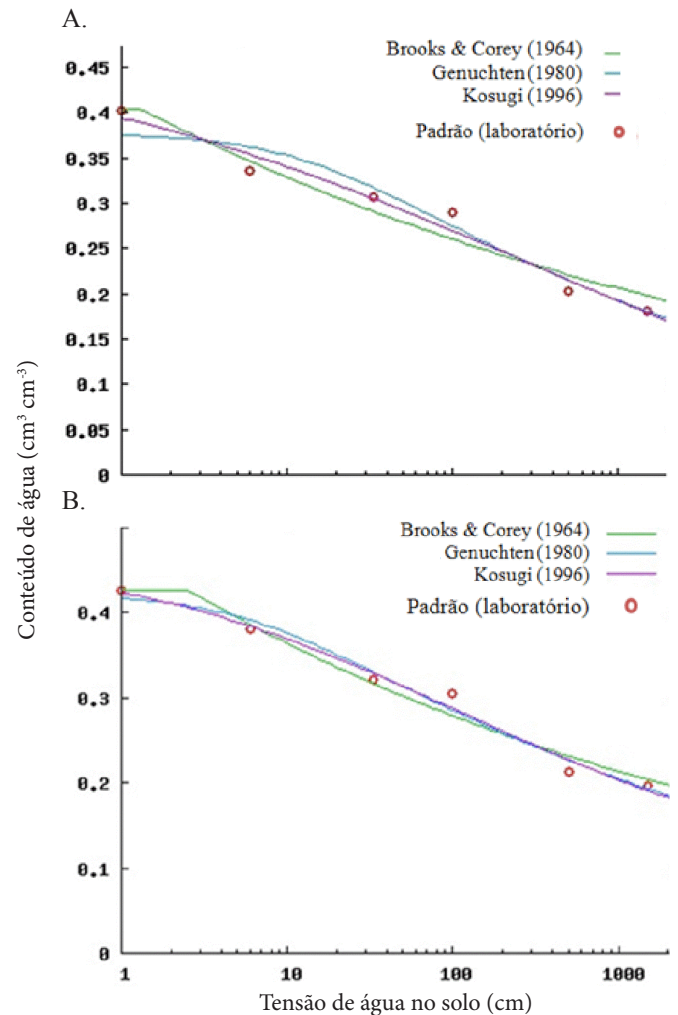 A.
Brooks & Corey (1964)
Genuchten (1980)
Kosugi (1996)
Padrão (laboratório)
0.45
0.4
0.35
0.3
0.25
0.2
0.15
0.1
0.05
0
Conteúdo de água (cm³ cm⁻³)
B.
Brooks & Corey (1964)
Genuchten (1980)
Kosugi (1996)
Padrão (laboratório)
0.4
0.3
0.2
0.1
0
1 10 100 1000
Tensão de água no solo (cm)